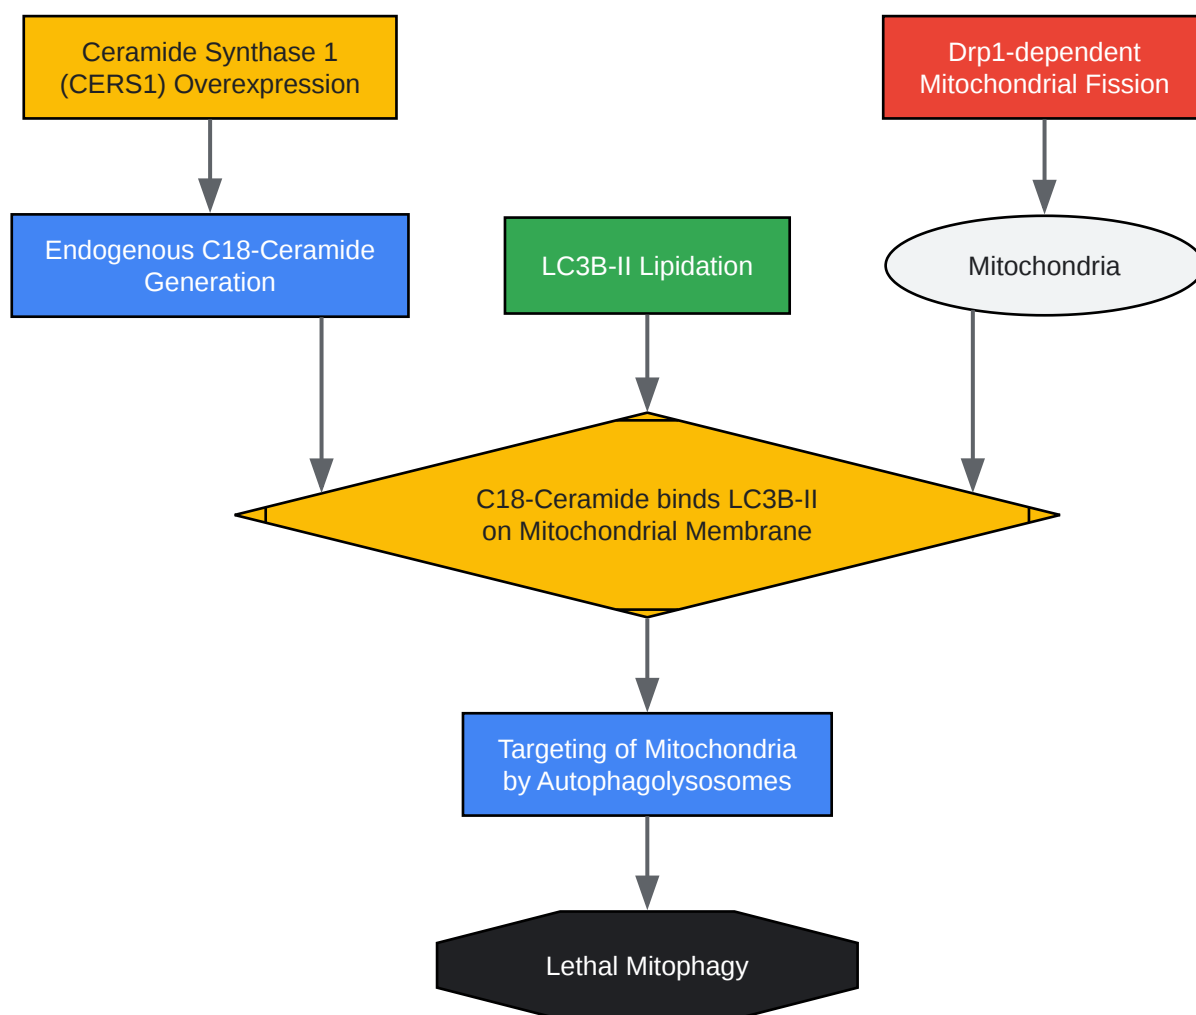 Ceramide Synthase 1
(CERS1) Overexpression
Drp1-dependent
Mitochondrial Fission
Endogenous C18-Ceramide
Generation
LC3B-II Lipidation
Mitochondria
C18-Ceramide binds LC3B-II
on Mitochondrial Membrane
Targeting of Mitochondria
by Autophagolysosomes
Lethal Mitophagy